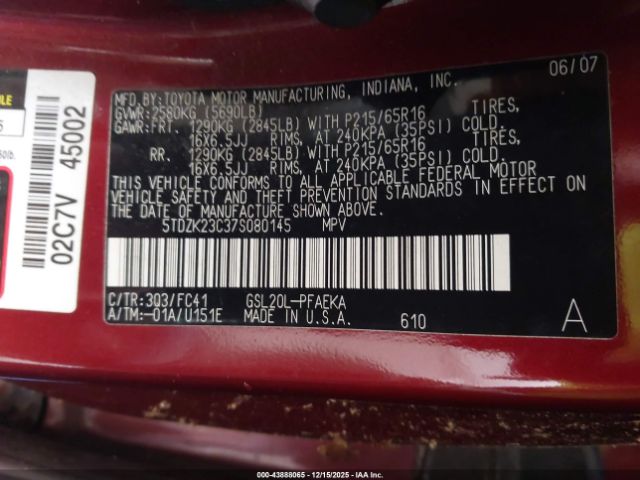 06/07
MFD.BY:TOYOTA MOTOR MANUFACTURING, INDIANA, INC.
GVWR:2580KG (5690LB)
GAWR:FRT. 1290KG (2845LB) WITH P215/65R16 TIRES,
16X6.5JJ RIMS, AT 240KPA (35PSI) COLD.
RR. 1290KG (2845LB) WITH P215/65R16 TIRES,
16X6.5JJ RIMS, AT 240KPA (35PSI) COLD.
THIS VEHICLE CONFORMS TO ALL APPLICABLE FEDERAL MOTOR
VEHICLE SAFETY AND THEFT PREVENTION STANDARDS IN EFFECT ON
THE DATE OF MANUFACTURE SHOWN ABOVE.
5TDZK23C37S080145 MPV
C/TR:3Q3/FC41 GSL20L-PFAEKA
A/TM:-01A/U151E MADE IN U.S.A. 610 A
02C7V 45002
000-43888065 - 12/15/2025 - IAA Inc.